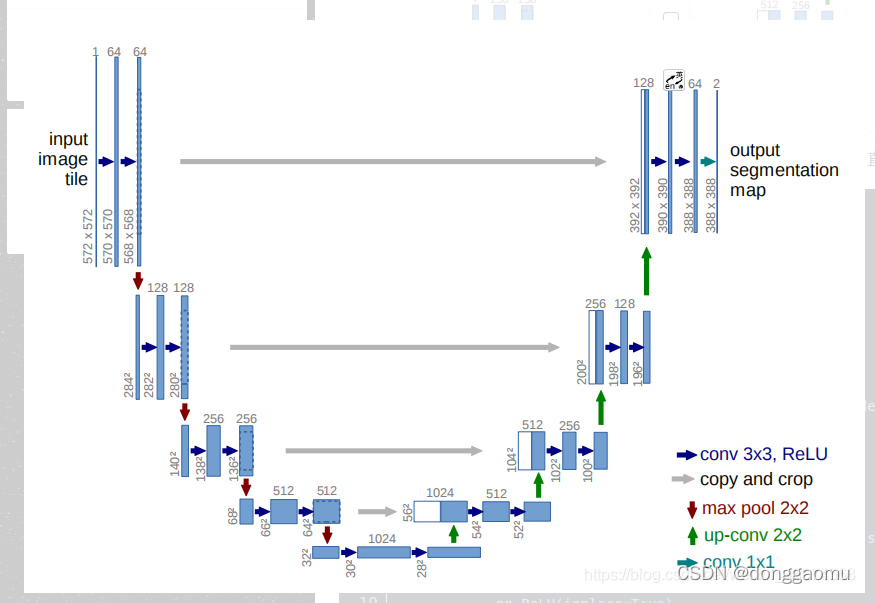 1 64 64
128 64 2
input
image
tile
output
segmentation
map
572 x 572
570 x 570
568 x 568
392 x 392
390 x 390
388 x 388
388 x 388
128 128
256 128
284²
282²
280²
200²
198²
196²
256 256
512 256
140²
138²
136²
104²
102²
100²
512 512
1024 512
68²
66²
64²
56²
54²
52²
1024
32²
30²
28²
conv 3x3, ReLU
copy and crop
max pool 2x2
up-conv 2x2
conv 1x1
CSDN @donggaomu